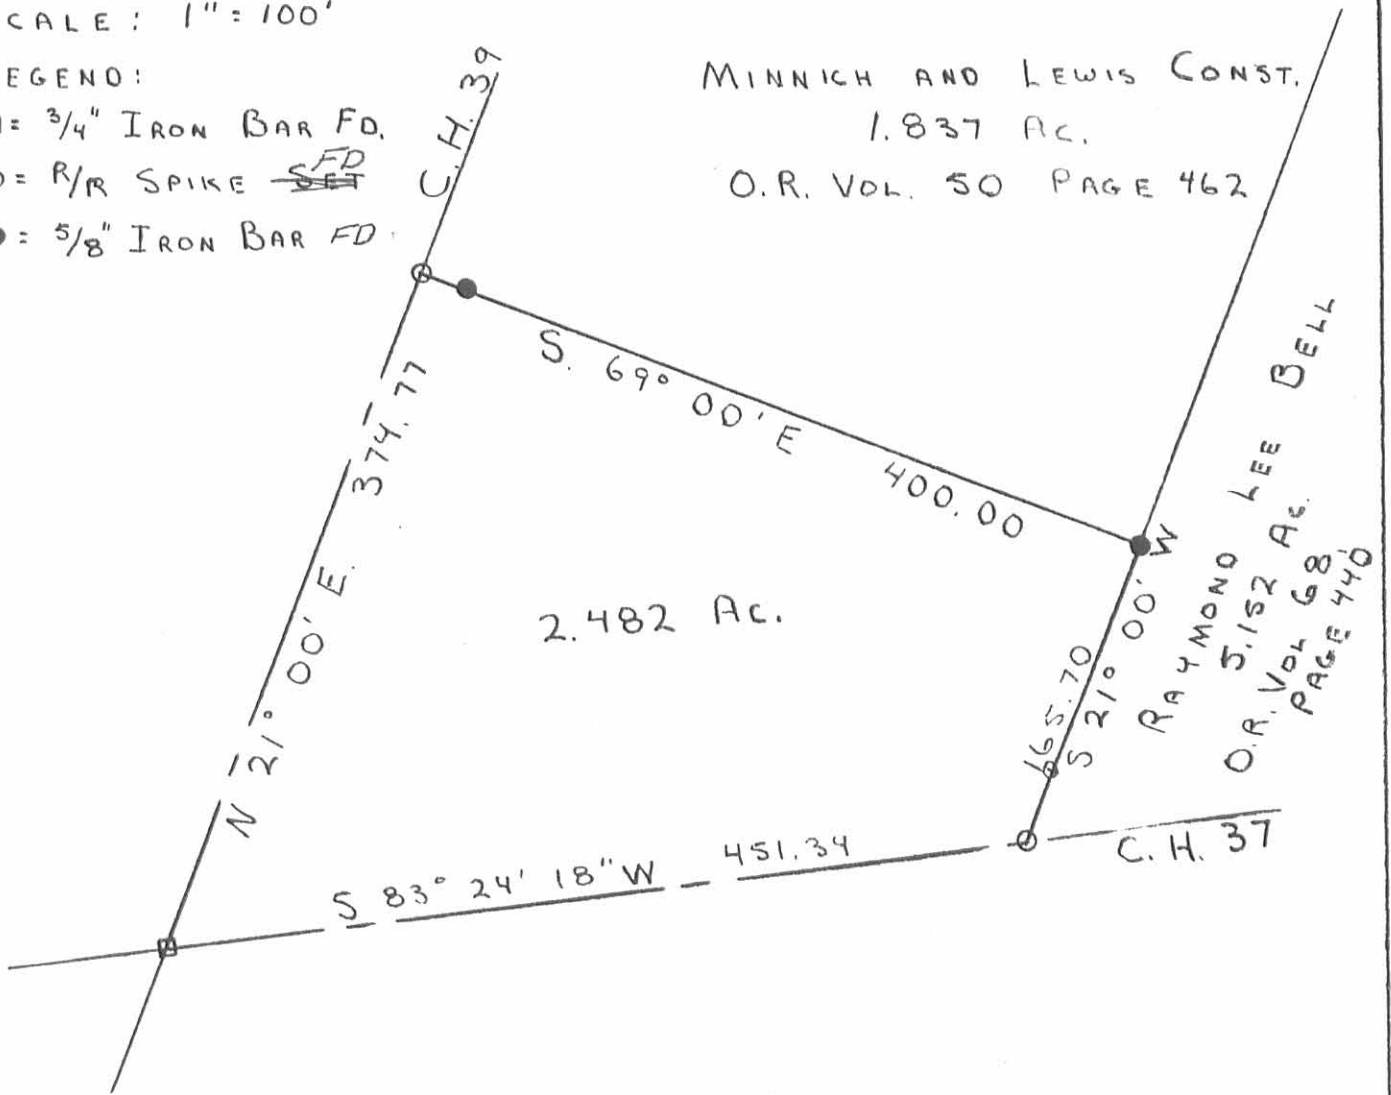 CALE: 1" = 100'
EGEND:
= 3/4" IRON BAR FD.
= R/R SPIKE SET FD
= 5/8" IRON BAR FD.
C. H. 39
MINNICH AND LEWIS CONST.
1.837 AC.
O.R. VOL. 50 PAGE 462
S. 69° 00' E 400.00
N 21° 00' E. 374.77
2.482 AC.
165.70
S 21° 00' W
RAYMOND LEE BELL
5.152 AC.
O.R. VOL 68
PAGE 440
S 83° 24' 18" W 451.34
C. H. 37